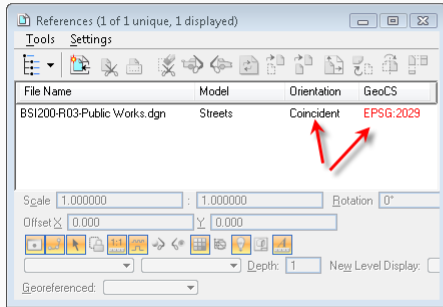 References (1 of 1 unique, 1 displayed)
Tools Settings
File Name Model Orientation GeoCS
BSI200-R03-Public Works.dgn Streets Coincident EPSG:2029
Scale 1.000000 : 1.000000 Rotation 0°
Offset X 0.000 Y 0.000
1:1
Depth: 1 New Level Display:
Georeferenced: